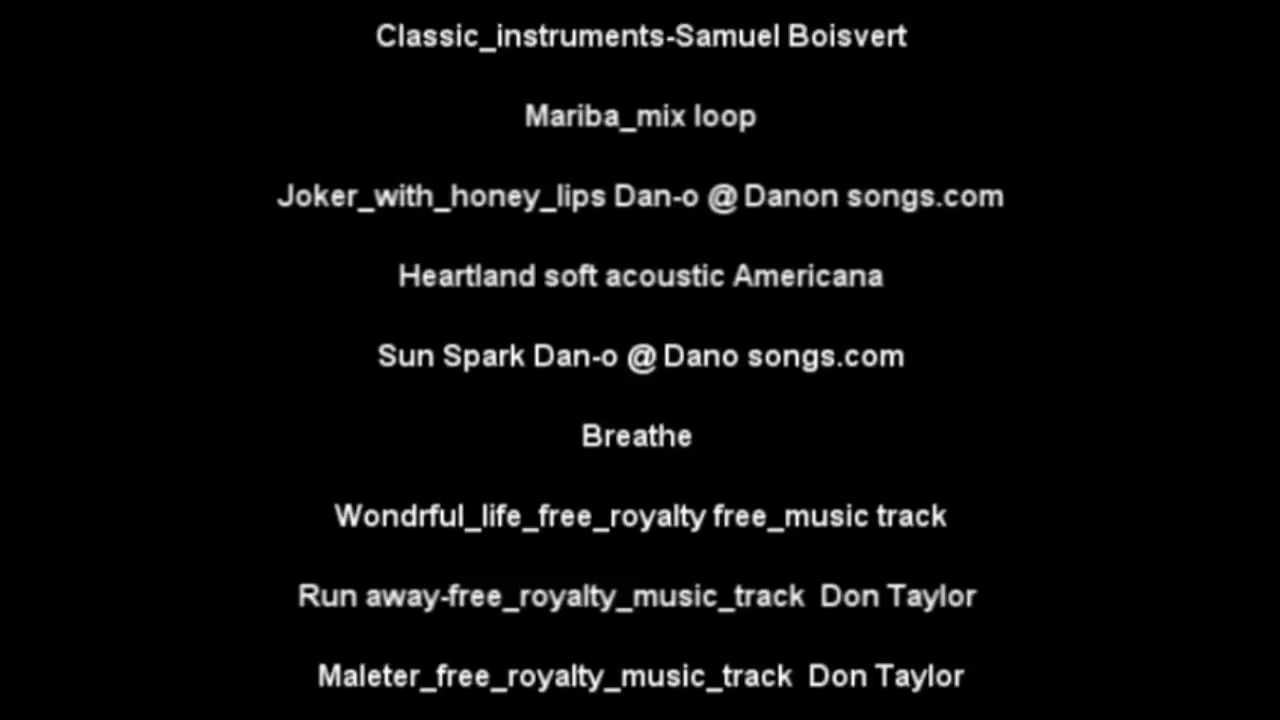 Classic_instruments-Samuel Boisvert
Mariba_mix loop
Joker_with_honey_lips Dan-o @ Danon songs.com
Heartland soft acoustic Americana
Sun Spark Dan-o @ Dano songs.com
Breathe
Wondrful_life_free_royalty free_music track
Run away-free_royalty_music_track  Don Taylor
Maleter_free_royalty_music_track  Don Taylor